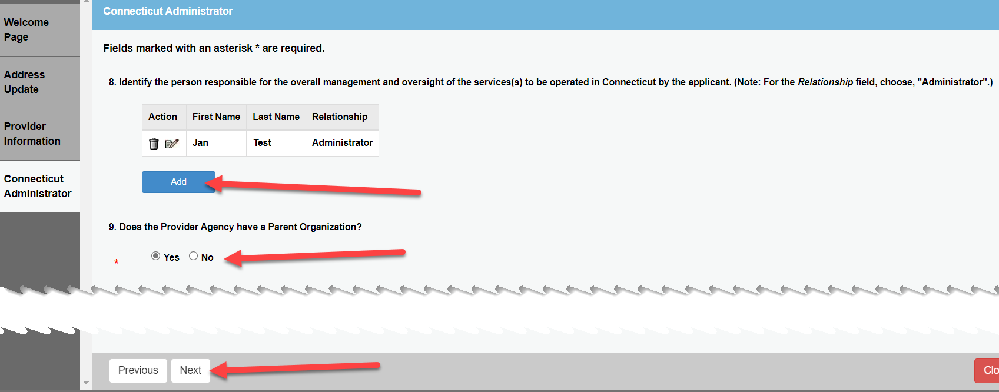 Connecticut Administrator
Welcome
Page
Fields marked with an asterisk * are required.
Address
Update
8. Identify the person responsible for the overall management and oversight of the services(s) to be operated in Connecticut by the applicant. (Note: For the Relationship field, choose, "Administrator".)
Provider
Information
Action First Name Last Name Relationship
Jan Test Administrator
Connecticut
Administrator
Add
9. Does the Provider Agency have a Parent Organization?
* Yes No
Previous Next Clo